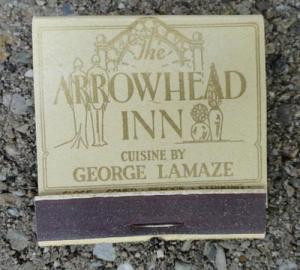 The
ARROWHEAD
INN
CUISINE BY
GEORGE LAMAZE